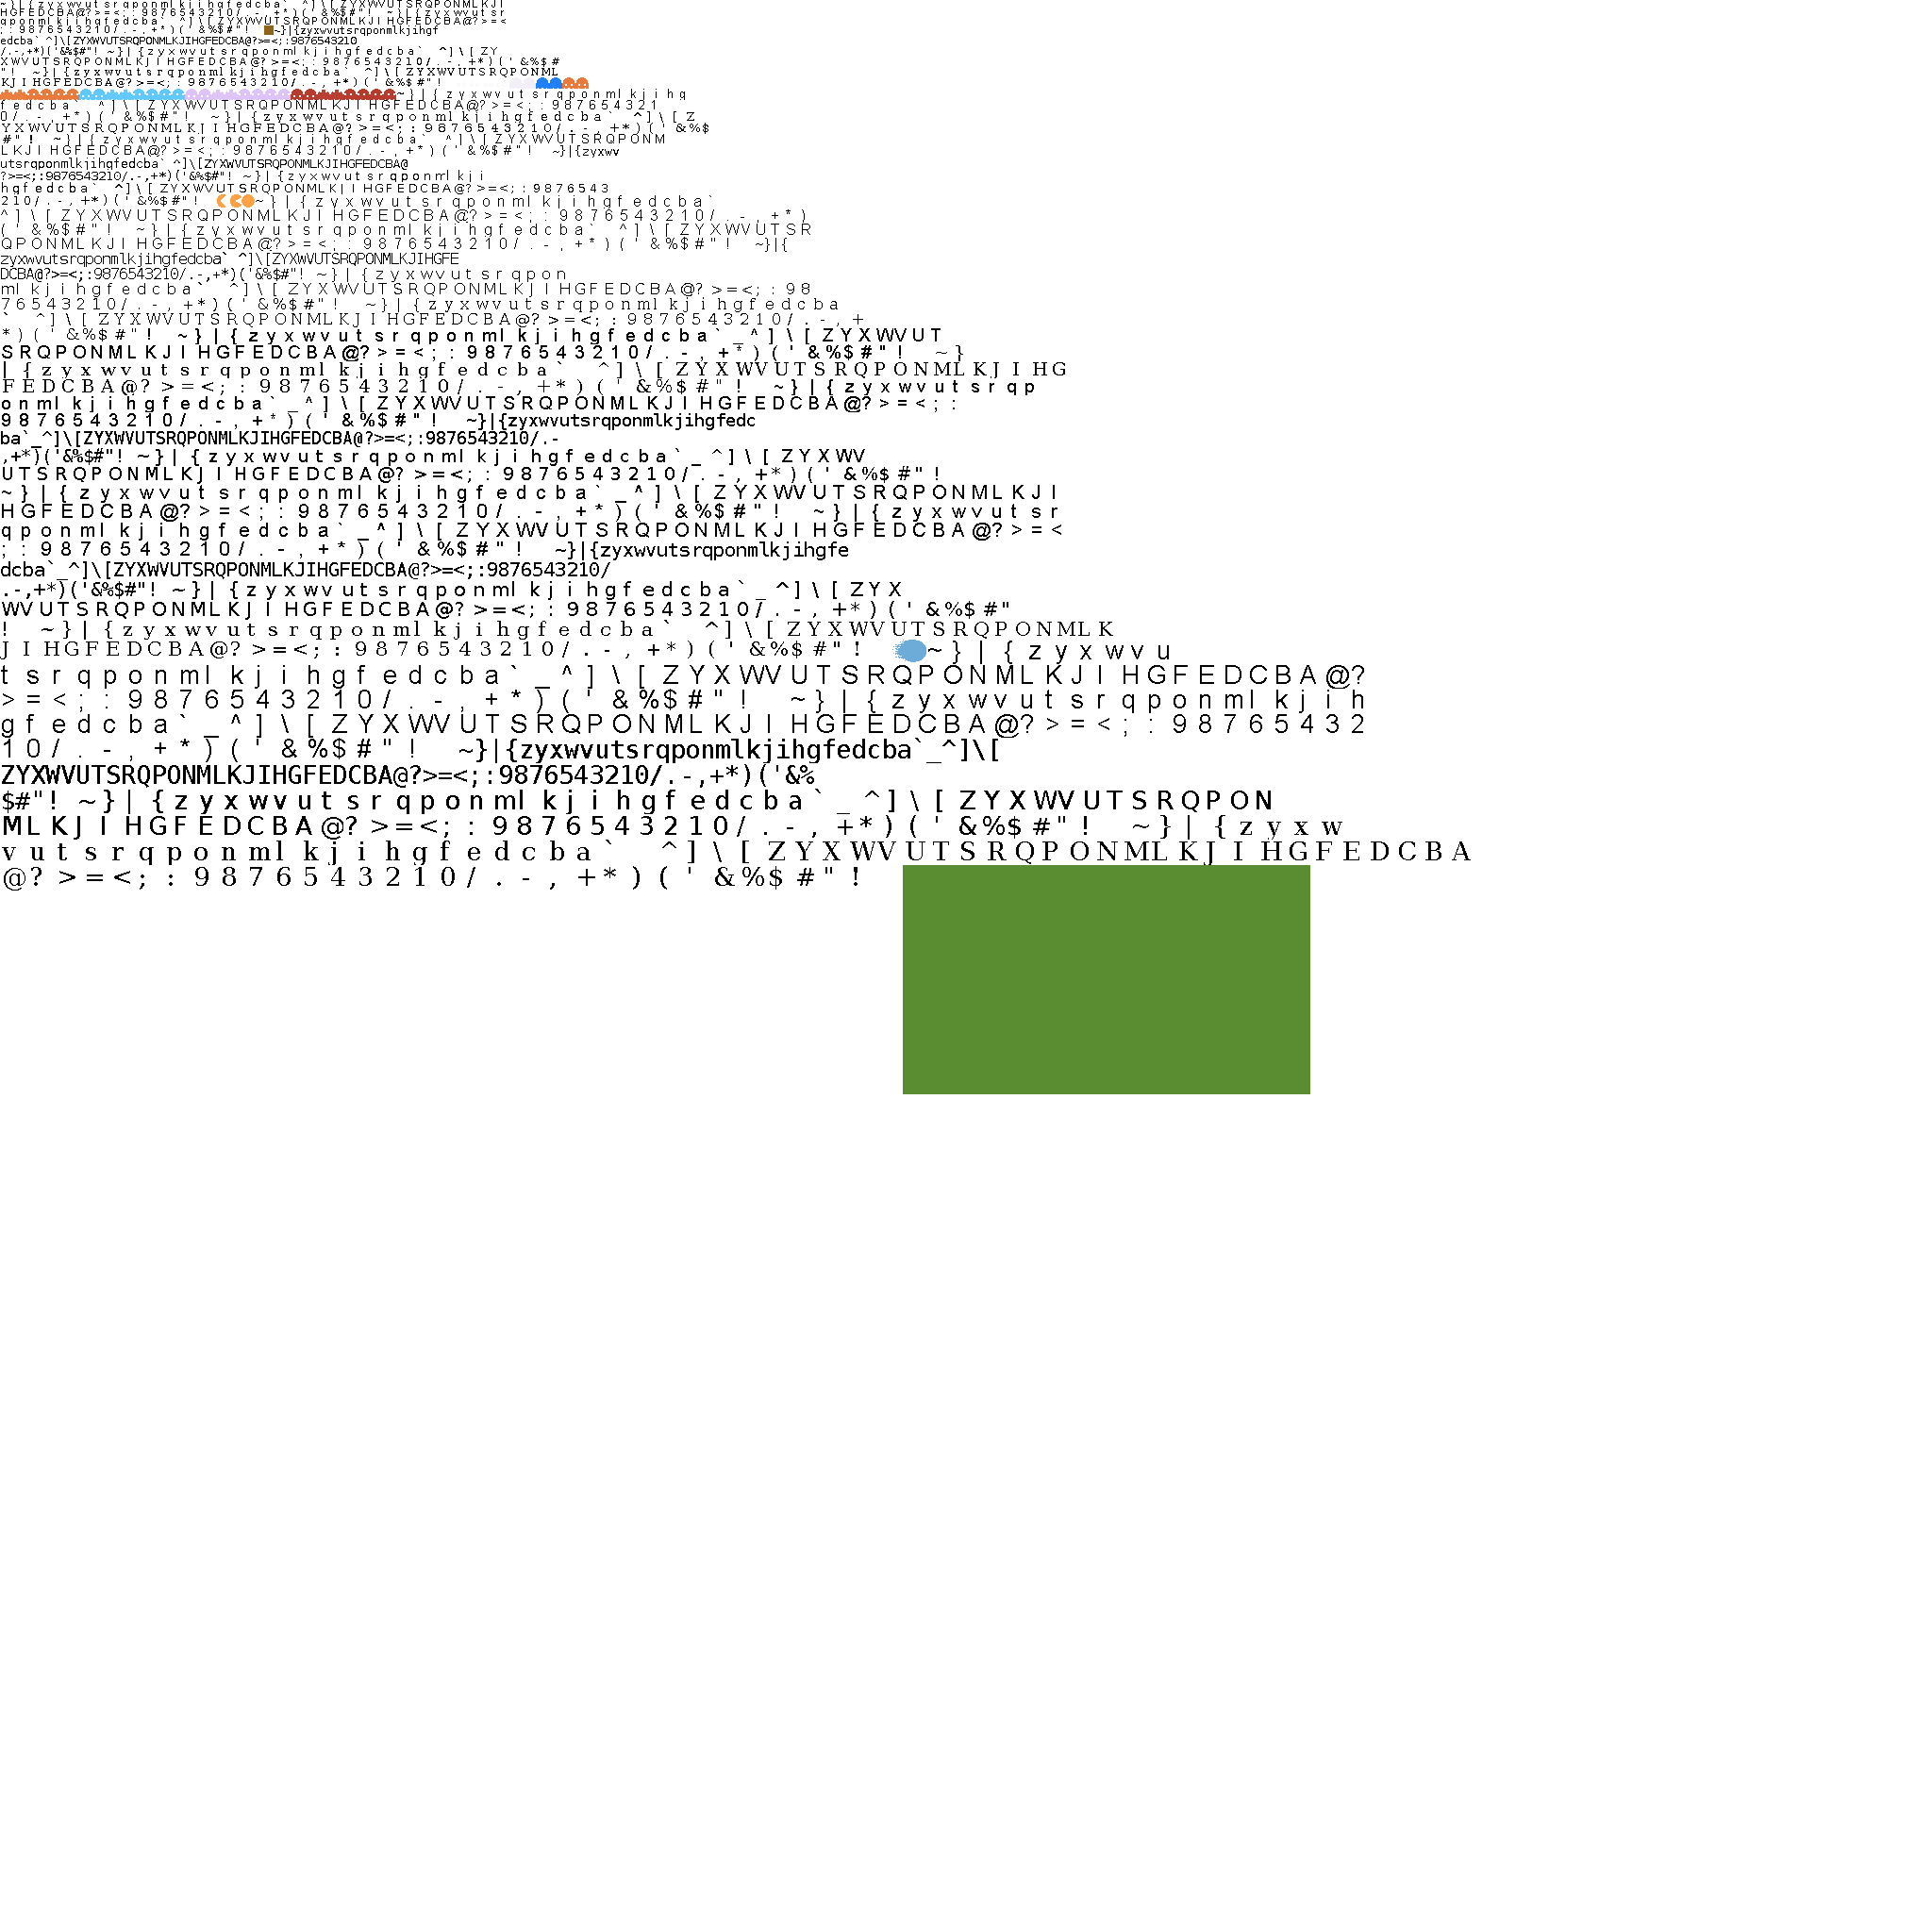 ~}|{zyxwvutsrqponmlkjihgfedcba` ^]\[ZYXWVUTSRQPONMLKJI
HGFEDCBA@?>=<;:9876543210/.-,+*)('&%$#"! ~}|{zyxwvutsr
qponmlkjihgfedcba` ^]\[ZYXWVUTSRQPONMLKJIHGFEDCBA@?>=<
;:9876543210/.-,+*)('&%$#"! ~}|{zyxwvutsrqponmlkjihgf
edcba` ^]\[ZYXWVUTSRQPONMLKJIHGFEDCBA@?>=<;:9876543210
/.-,+*)('&%$#"! ~}|{zyxwvutsrqponmlkjihgfedcba` ^]\[ZY
XWVUTSRQPONMLKJIHGFEDCBA@?>=<;:9876543210/.-,+*)('&%$#
"! ~}|{zyxwvutsrqponmlkjihgfedcba` ^]\[ZYXWVUTSRQPONML
KJIHGFEDCBA@?>=<;:9876543210/.-,+*)('&%$#"!
~}|{zyxwvutsrqponmlkjihg
fedcba` ^]\[ZYXWVUTSRQPONMLKJIHGFEDCBA@?>=<;:987654321
0/.-,+*)('&%$#"! ~}|{zyxwvutsrqponmlkjihgfedcba` ^]\[Z
YXWVUTSRQPONMLKJIHGFEDCBA@?>=<;:9876543210/.-,+*)('&%$
#"! ~}|{zyxwvutsrqponmlkjihgfedcba` ^]\[ZYXWVUTSRQPONM
LKJIHGFEDCBA@?>=<;:9876543210/.-,+*)('&%$#"! ~}|{zyxwv
utsrqponmlkjihgfedcba` ^]\[ZYXWVUTSRQPONMLKJIHGFEDCBA@
?>=<;:9876543210/.-,+*)('&%$#"! ~}|{zyxwvutsrqponmlkji
hgfedcba` ^]\[ZYXWVUTSRQPONMLKJIHGFEDCBA@?>=<;:9876543
210/.-,+*)('&%$#"! ~}|{zyxwvutsrqponmlkjihgfedcba`
^]\[ZYXWVUTSRQPONMLKJIHGFEDCBA@?>=<;:9876543210/.-,+*)
('&%$#"! ~}|{zyxwvutsrqponmlkjihgfedcba` ^]\[ZYXWVUTSR
QPONMLKJIHGFEDCBA@?>=<;:9876543210/.-,+*)('&%$#"! ~}|{
zyxwvutsrqponmlkjihgfedcba` ^]\[ZYXWVUTSRQPONMLKJIHGFE
DCBA@?>=<;:9876543210/.-,+*)('&%$#"! ~}|{zyxwvutsrqpon
mlkjihgfedcba` ^]\[ZYXWVUTSRQPONMLKJIHGFEDCBA@?>=<;:98
76543210/.-,+*)('&%$#"! ~}|{zyxwvutsrqponmlkjihgfedcba
` ^]\[ZYXWVUTSRQPONMLKJIHGFEDCBA@?>=<;:9876543210/.-,+
*)('&%$#"! ~}|{zyxwvutsrqponmlkjihgfedcba`_^]\[ZYXWVUT
SRQPONMLKJIHGFEDCBA@?>=<;:9876543210/.-,+*)('&%$#"! ~}
|{zyxwvutsrqponmlkjihgfedcba` ^]\[ZYXWVUTSRQPONMLKJIHG
FEDCBA@?>=<;:9876543210/.-,+*)('&%$#"! ~}|{zyxwvutsrqp
onmlkjihgfedcba`_^]\[ZYXWVUTSRQPONMLKJIHGFEDCBA@?>=<;:
9876543210/.-,+*)('&%$#"! ~}|{zyxwvutsrqponmlkjihgfedc
ba`_^]\[ZYXWVUTSRQPONMLKJIHGFEDCBA@?>=<;:9876543210/.-
,+*)('&%$#"! ~}|{zyxwvutsrqponmlkjihgfedcba`_^]\[ZYXWV
UTSRQPONMLKJIHGFEDCBA@?>=<;:9876543210/.-,+*)('&%$#"!
~}|{zyxwvutsrqponmlkjihgfedcba`_^]\[ZYXWVUTSRQPONMLKJI
HGFEDCBA@?>=<;:9876543210/.-,+*)('&%$#"! ~}|{zyxwvutsr
qponmlkjihgfedcba`_^]\[ZYXWVUTSRQPONMLKJIHGFEDCBA@?>=<
;:9876543210/.-,+*)('&%$#"! ~}|{zyxwvutsrqponmlkjihgfe
dcba`_^]\[ZYXWVUTSRQPONMLKJIHGFEDCBA@?>=<;:9876543210/
.-,+*)('&%$#"! ~}|{zyxwvutsrqponmlkjihgfedcba`_^]\[ZYX
WVUTSRQPONMLKJIHGFEDCBA@?>=<;:9876543210/.-,+*)('&%$#"
! ~}|{zyxwvutsrqponmlkjihgfedcba` ^]\[ZYXWVUTSRQPONMLK
JIHGFEDCBA@?>=<;:9876543210/.-,+*)('&%$#"! ~}|{zyxwvu
tsrqponmlkjihgfedcba`_^]\[ZYXWVUTSRQPONMLKJIHGFEDCBA@?
>=<;:9876543210/.-,+*)('&%$#"! ~}|{zyxwvutsrqponmlkjih
gfedcba`_^]\[ZYXWVUTSRQPONMLKJIHGFEDCBA@?>=<;:98765432
10/.-,+*)('&%$#"! ~}|{zyxwvutsrqponmlkjihgfedcba`_^]\[
ZYXWVUTSRQPONMLKJIHGFEDCBA@?>=<;:9876543210/.-,+*)('&%
$#"! ~}|{zyxwvutsrqponmlkjihgfedcba`_^]\[ZYXWVUTSRQPON
MLKJIHGFEDCBA@?>=<;:9876543210/.-,+*)('&%$#"! ~}|{zyxw
vutsrqponmlkjihgfedcba` ^]\[ZYXWVUTSRQPONMLKJIHGFEDCBA
@?>=<;:9876543210/.-,+*)('&%$#"!